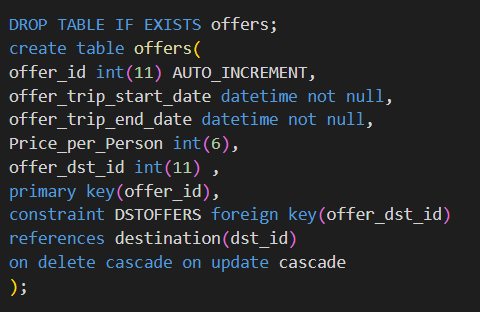 DROP TABLE IF EXISTS offers;
create table offers(
offer_id int(11) AUTO_INCREMENT,
offer_trip_start_date datetime not null,
offer_trip_end_date datetime not null,
Price_per_Person int(6),
offer_dst_id int(11) ,
primary key(offer_id),
constraint DSTOFFERS foreign key(offer_dst_id)
references destination(dst_id)
on delete cascade on update cascade
);